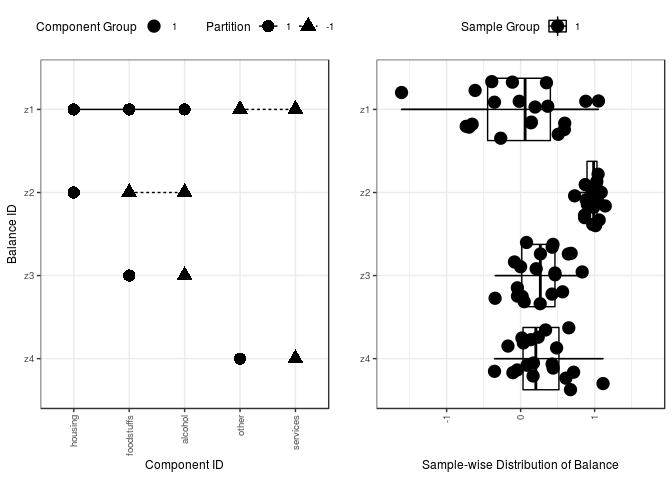 Component Group 1 Partition 1 -1
Sample Group 1
Balance ID
z1
z2
z3
z4
housing
foodstuffs
alcohol
other
services
Component ID
z1
z2
z3
z4
-1
0
1
Sample-wise Distribution of Balance